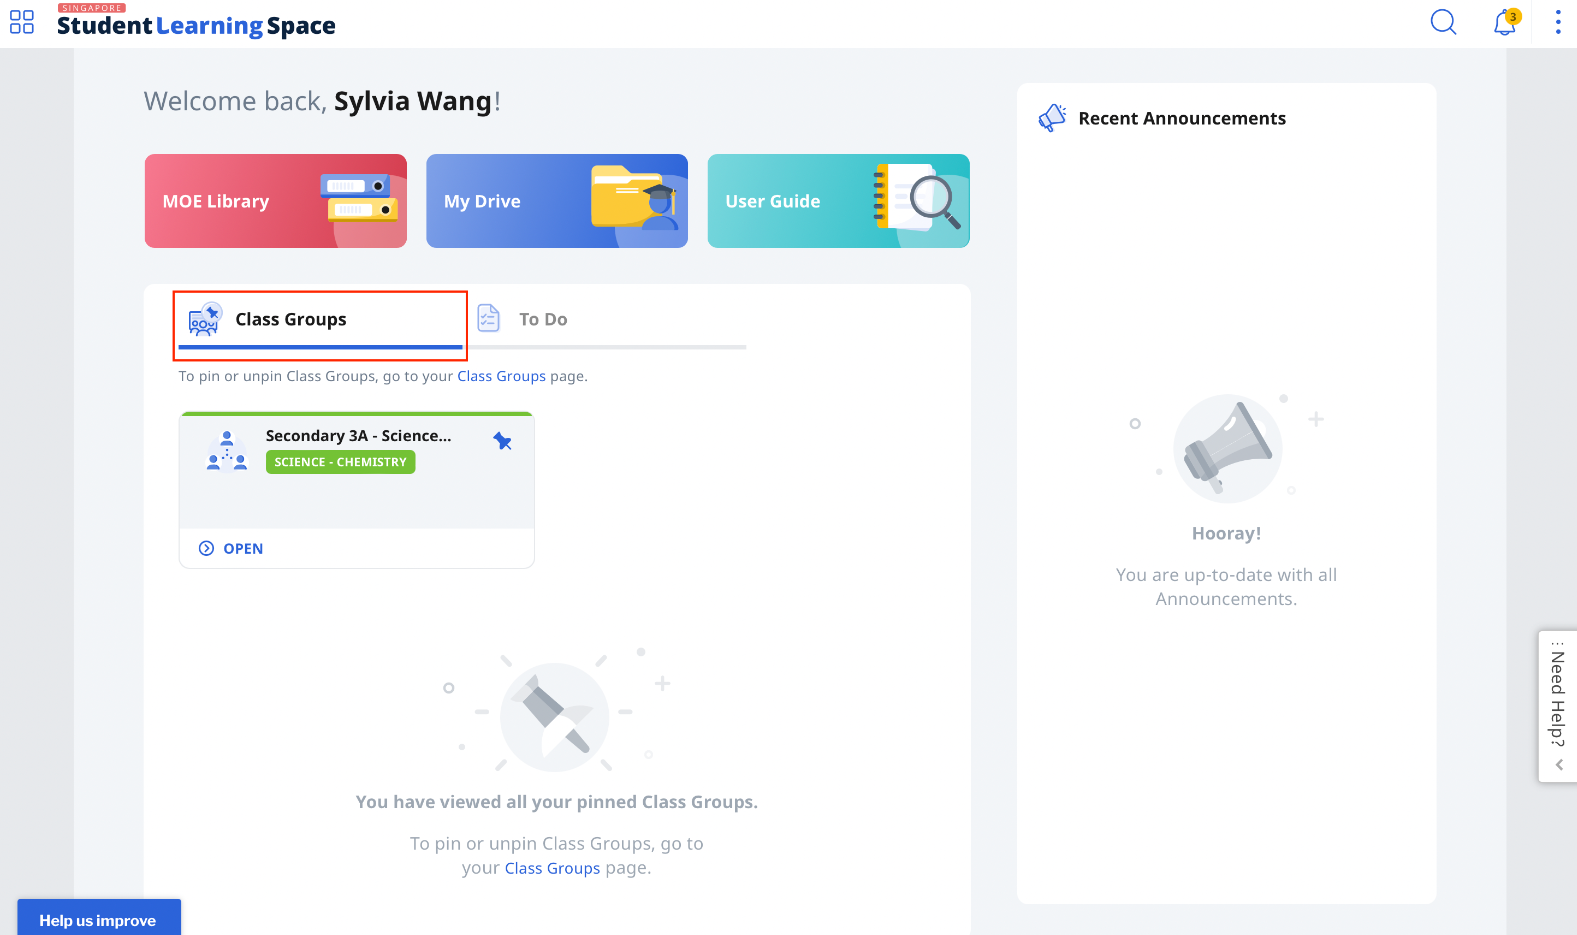 SINGAPORE
Student Learning Space
3
Welcome back, Sylvia Wang!
MOE Library
My Drive
User Guide
Class Groups
To Do
To pin or unpin Class Groups, go to your Class Groups page.
Secondary 3A - Science...
SCIENCE - CHEMISTRY
OPEN
You have viewed all your pinned Class Groups.
To pin or unpin Class Groups, go to
your Class Groups page.
Recent Announcements
Hooray!
You are up-to-date with all
Announcements.
Need Help?
Help us improve